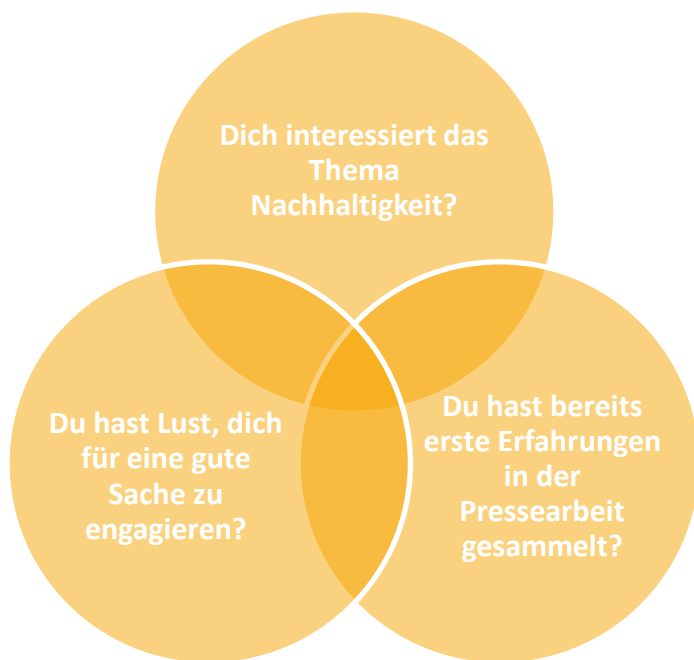 Dich interessiert das
Thema
Nachhaltigkeit?
Du hast Lust, dich
für eine gute
Sache zu
engagieren?
Du hast bereits
erste Erfahrungen
in der
Pressearbeit
gesammelt?